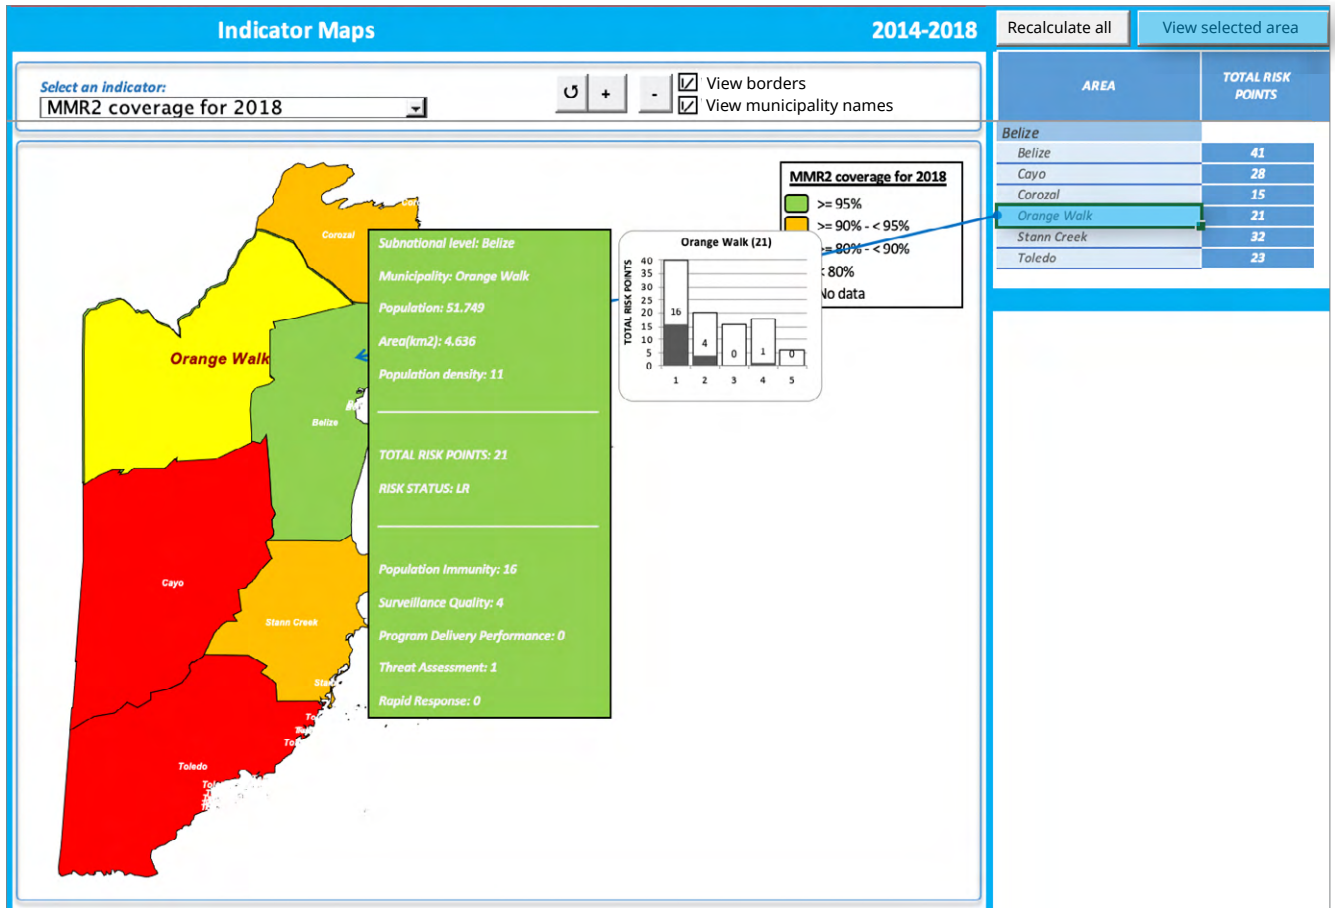 Indicator Maps
2014-2018
Recalculate all
View selected area
Select an indicator:
MMR2 coverage for 2018
+
-
View borders
View municipality names
AREA
TOTAL RISK
POINTS
Belize
Belize 41
Cayo 28
Corozal 15
Orange Walk 21
Stann Creek 32
Toledo 23
MMR2 coverage for 2018
>= 95%
>= 90% - < 95%
>= 80% - < 90%
< 80%
No data
Orange Walk (21)
TOTAL RISK POINTS
40
35
30
25
20
15
10
5
0
16
4
0
1
0
1 2 3 4 5
Subnational level: Belize
Municipality: Orange Walk
Population: 51.749
Area(km2): 4.636
Population density: 11
TOTAL RISK POINTS: 21
RISK STATUS: LR
Population Immunity: 16
Surveillance Quality: 4
Program Delivery Performance: 0
Threat Assessment: 1
Rapid Response: 0
Corozal
Orange Walk
Belize
Cayo
Stann Creek
Toledo